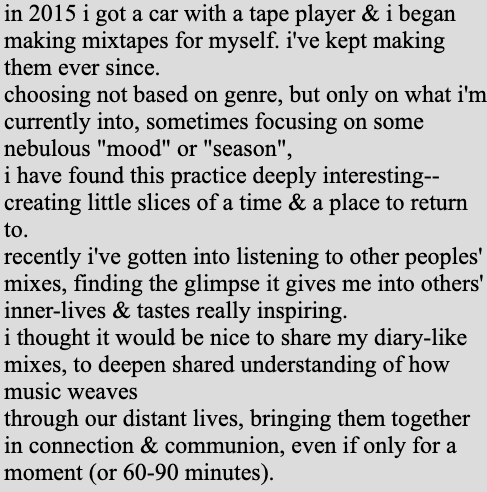 in 2015 i got a car with a tape player & i began
making mixtapes for myself. i've kept making
them ever since.
choosing not based on genre, but only on what i'm
currently into, sometimes focusing on some
nebulous "mood" or "season",
i have found this practice deeply interesting--
creating little slices of a time & a place to return
to.
recently i've gotten into listening to other peoples'
mixes, finding the glimpse it gives me into others'
inner-lives & tastes really inspiring.
i thought it would be nice to share my diary-like
mixes, to deepen shared understanding of how
music weaves
through our distant lives, bringing them together
in connection & communion, even if only for a
moment (or 60-90 minutes).